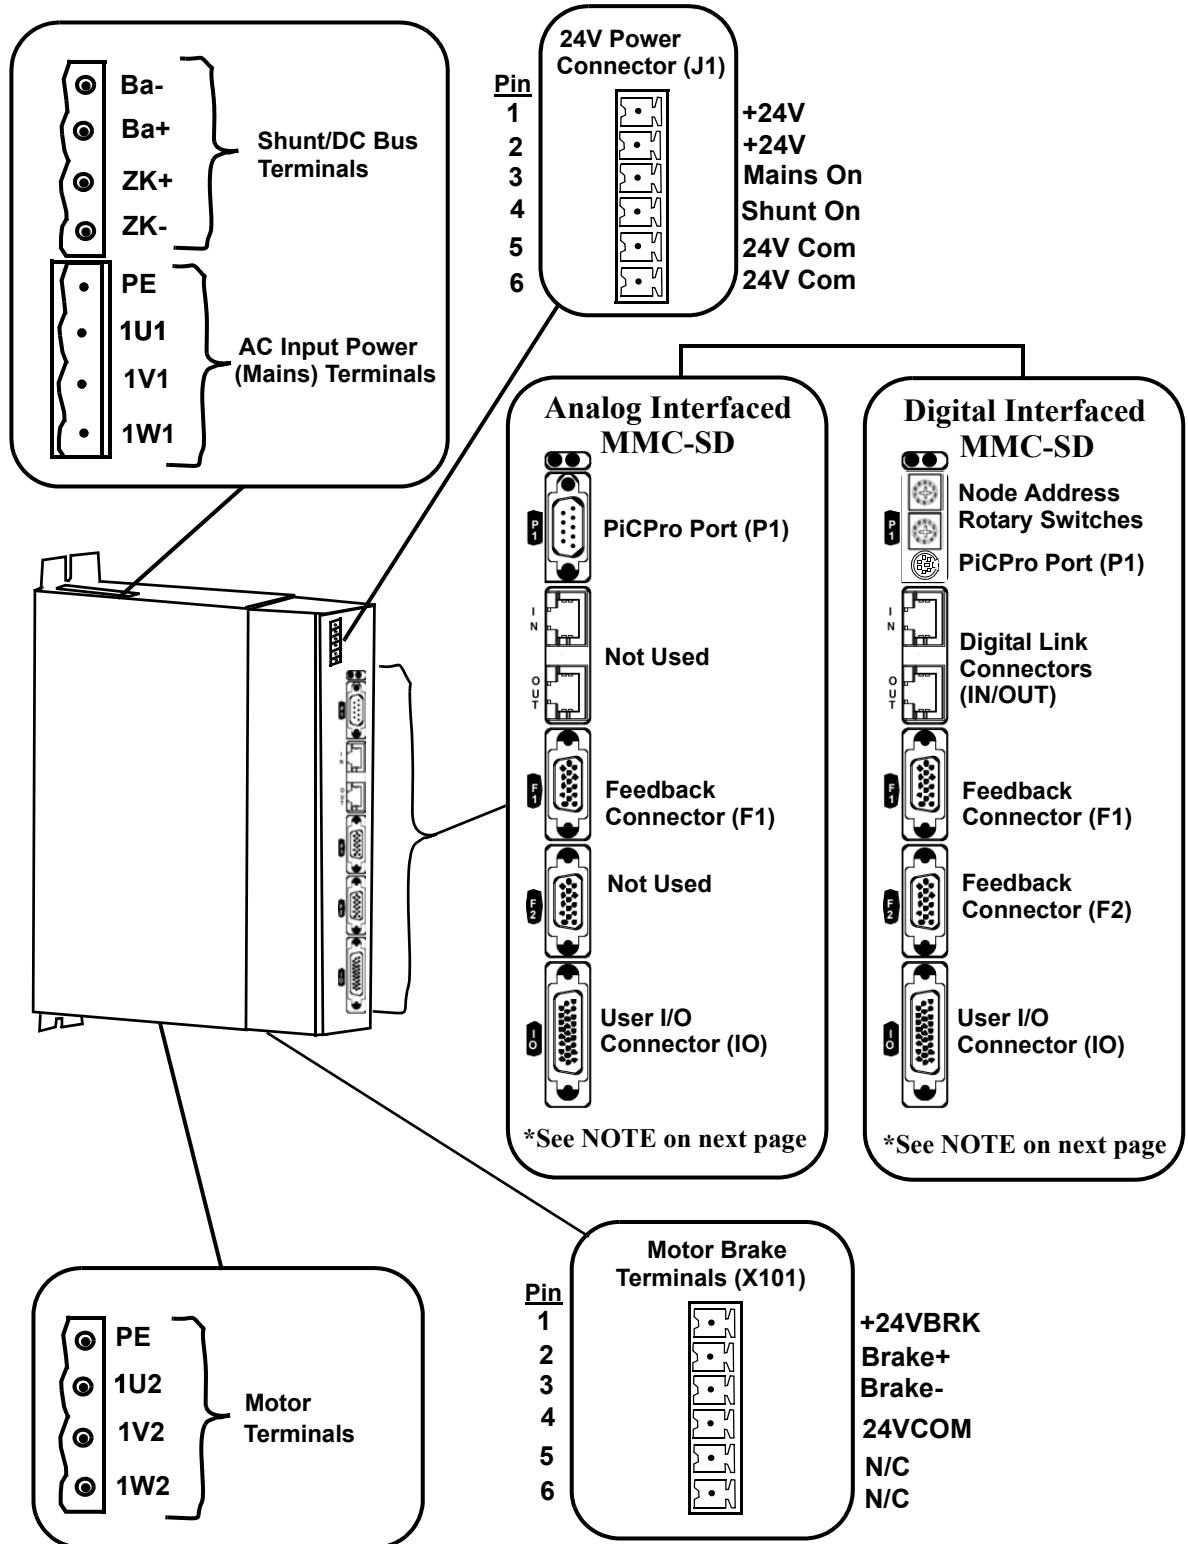 Ba-
Ba+
ZK+
ZK-
Shunt/DC Bus
Terminals
PE
1U1
1V1
1W1
AC Input Power
(Mains) Terminals
24V Power
Connector (J1)
Pin
1 +24V
2 +24V
3 Mains On
4 Shunt On
5 24V Com
6 24V Com
Analog Interfaced
MMC-SD
P1
PiCPro Port (P1)
IN
Not Used
OUT
F1
Feedback
Connector (F1)
F2
Not Used
IO
User I/O
Connector (IO)
*See NOTE on next page
Digital Interfaced
MMC-SD
Node Address
Rotary Switches
P1
PiCPro Port (P1)
IN
Digital Link
Connectors
(IN/OUT)
OUT
F1
Feedback
Connector (F1)
F2
Feedback
Connector (F2)
IO
User I/O
Connector (IO)
*See NOTE on next page
PE
1U2
1V2
1W2
Motor
Terminals
Motor Brake
Terminals (X101)
Pin
1 +24VBRK
2 Brake+
3 Brake-
4 24VCOM
5 N/C
6 N/C